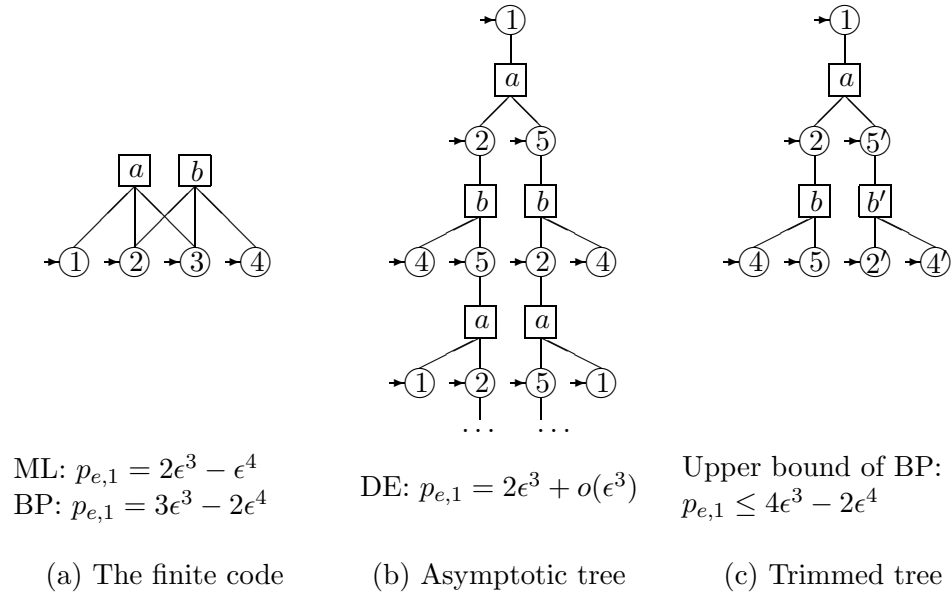 1 1
a a
2 5 2 5′
a b
b b b b′
1 2 3 4
4 5 2 4
4 5 2′ 4′
a a
1 2 5 1
... ...
ML: p_{e,1} = 2ϵ^3 − ϵ^4
BP: p_{e,1} = 3ϵ^3 − 2ϵ^4
DE: p_{e,1} = 2ϵ^3 + o(ϵ^3)
Upper bound of BP:
p_{e,1} ≤ 4ϵ^3 − 2ϵ^4
(a) The finite code
(b) Asymptotic tree
(c) Trimmed tree